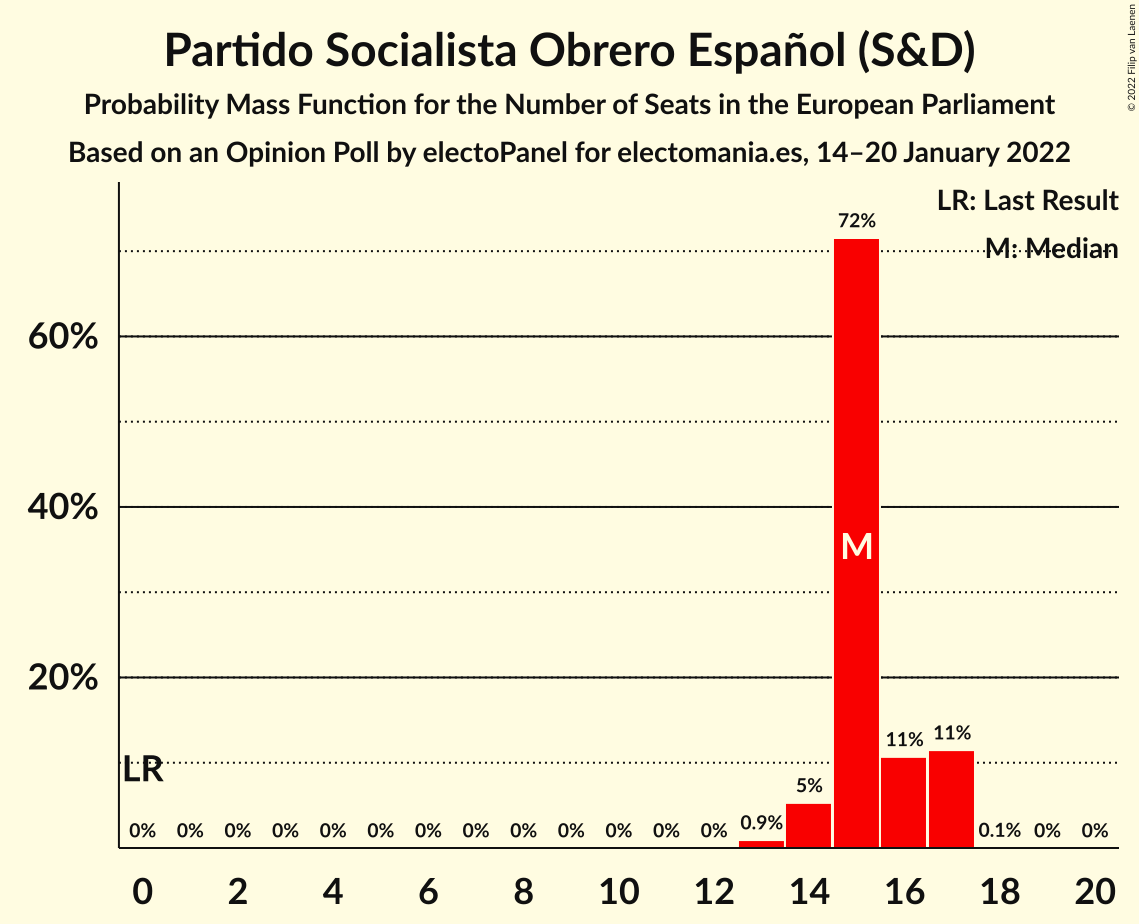 Partido Socialista Obrero Español (S&D)
Probability Mass Function for the Number of Seats in the European Parliament
Based on an Opinion Poll by electoPanel for electomania.es, 14–20 January 2022
© 2022 Filip van Laenen
LR: Last Result
M: Median
72%
60%
40%
M
20%
11% 11%
LR
5%
0% 0% 0% 0% 0% 0% 0% 0% 0% 0% 0% 0% 0% 0.9% 0.1% 0% 0%
0 2 4 6 8 10 12 14 16 18 20